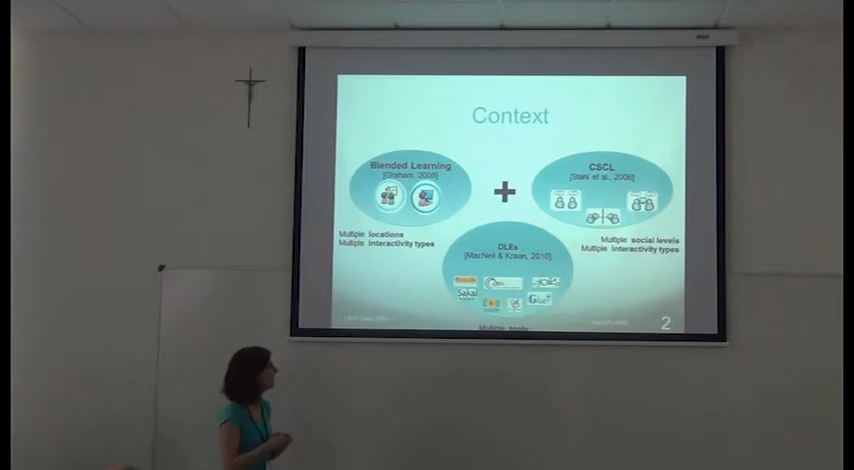 Context
Blended Learning
[Graham, 2005]
Multiple locations
Multiple interactivity types
CSCL
[Stahl et al., 2006]
Multiple social levels
Multiple interactivity types
DLEs
[MacNeil & Kraan, 2010]
Sakai
Multiple tools
2